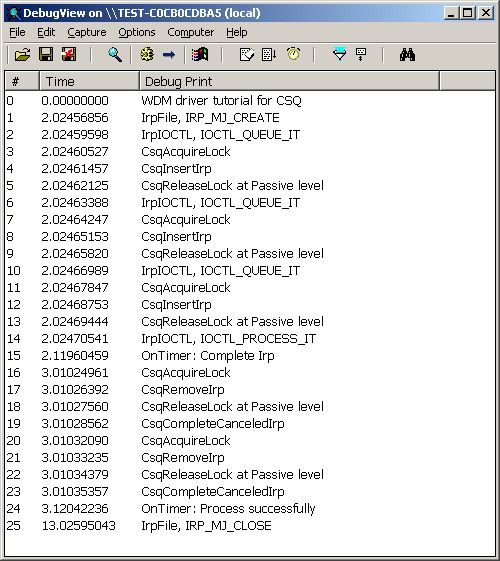 DebugView on \\TEST-C0CB0CDBA5 (local)
File Edit Capture Options Computer Help
# Time Debug Print
0 0.00000000 WDM driver tutorial for CSQ
1 2.02456856 IrpFile, IRP_MJ_CREATE
2 2.02459598 IrpIOCTL, IOCTL_QUEUE_IT
3 2.02460527 CsqAcquireLock
4 2.02461457 CsqInsertIrp
5 2.02462125 CsqReleaseLock at Passive level
6 2.02463388 IrpIOCTL, IOCTL_QUEUE_IT
7 2.02464247 CsqAcquireLock
8 2.02465153 CsqInsertIrp
9 2.02465820 CsqReleaseLock at Passive level
10 2.02466989 IrpIOCTL, IOCTL_QUEUE_IT
11 2.02467847 CsqAcquireLock
12 2.02468753 CsqInsertIrp
13 2.02469444 CsqReleaseLock at Passive level
14 2.02470541 IrpIOCTL, IOCTL_PROCESS_IT
15 2.11960459 OnTimer: Complete Irp
16 3.01024961 CsqAcquireLock
17 3.01026392 CsqRemoveIrp
18 3.01027560 CsqReleaseLock at Passive level
19 3.01028562 CsqCompleteCanceledIrp
20 3.01032090 CsqAcquireLock
21 3.01033235 CsqRemoveIrp
22 3.01034379 CsqReleaseLock at Passive level
23 3.01035357 CsqCompleteCanceledIrp
24 3.12042236 OnTimer: Process successfully
25 13.02595043 IrpFile, IRP_MJ_CLOSE